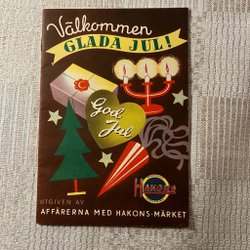 Välkommen
GLADA JUL!
God
Jul
HAKONS
UTGIVEN AV
AFFÄRERNA MED HAKONS-MÄRKET